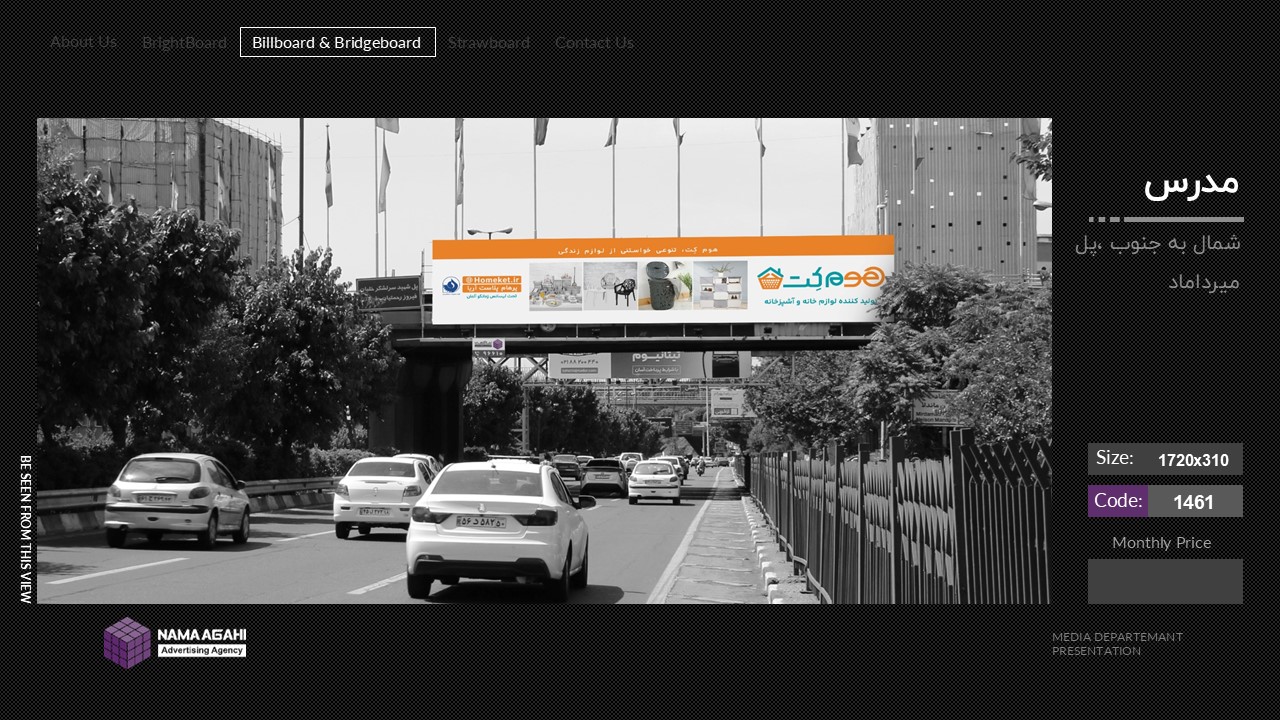 About Us
BrightBoard
Billboard & Bridgeboard
Strawboard
Contact Us
مدرس
شمال به جنوب ،پل
میرداماد
هوم کِت، تنوعی خواستنی از لوازم زندگی
@Homeket.ir
پرهام پلاست آریا
هوم کِت
تولید کننده لوازم خانه و آشپزخانه
۹۶۶۱۰
تیتانیوم
Size:
1720x310
Code:
1461
Monthly Price
BE SEEN FROM THIS VIEW
NAMA AGAHI
Advertising Agency
MEDIA DEPARTEMANT
PRESENTATION